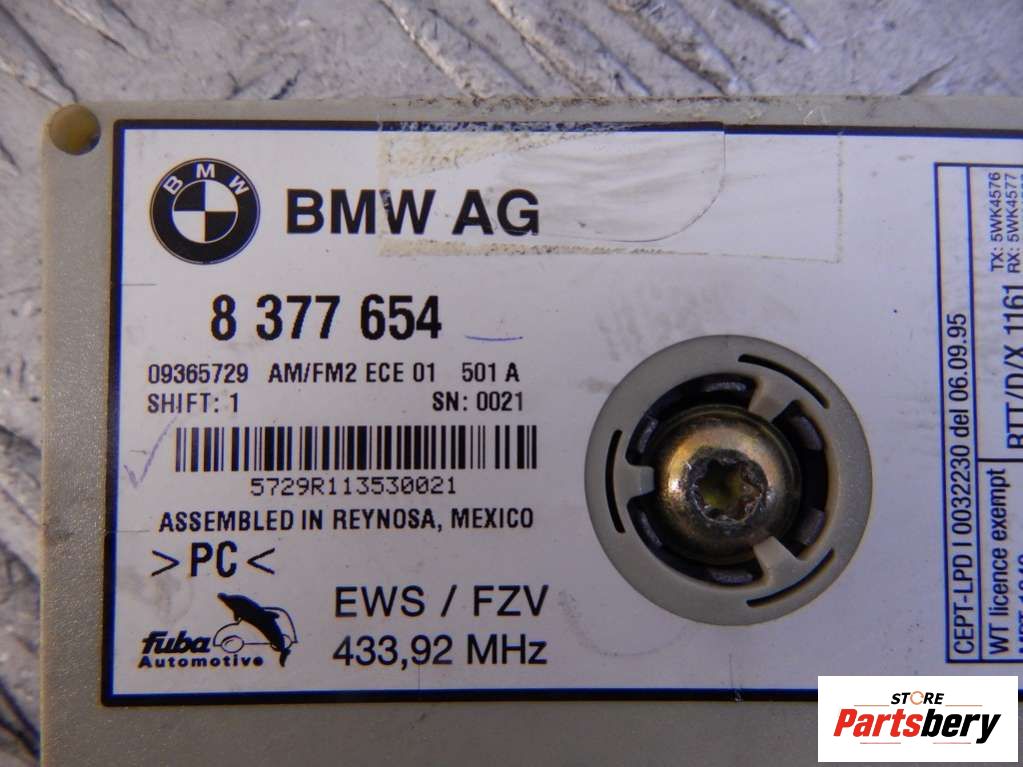 BMW
BMW AG
8 377 654
09365729 AM/FM2 ECE 01 501 A
SHIFT: 1 SN: 0021
5729R113530021
ASSEMBLED IN REYNOSA, MEXICO
>PC<
fuba
Automotive
EWS / FZV
433,92 MHz
CEPT-LPD I 0032230 del 06.09.95
WT licence exempt
RTT/D/X 1161
TX: 5WK4576
RX: 5WK4577
STORE
Partsbery